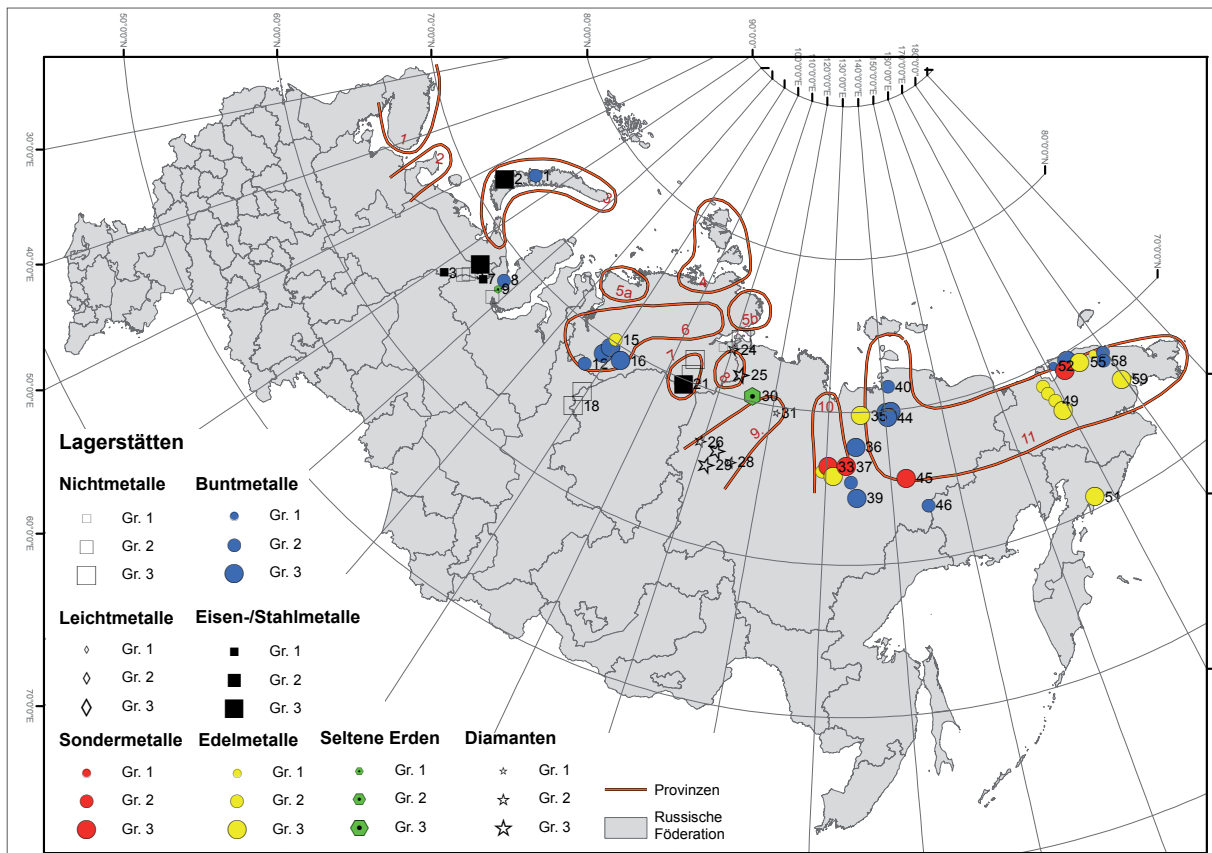 50°0'0"N
60°0'0"N
70°0'0"N
80°0'0"N
90°0'0"E
100°0'0"E
110°0'0"E
120°0'0"E
130°0'0"E
140°0'0"E
150°0'0"E
160°0'0"E
170°0'0"E
180°0'0"
80°0'0"N
70°0'0"N
30°0'0"E
40°0'0"E
50°0'0"E
60°0'0"E
70°0'0"E
1
2
3
4
5a
5b
6
7
8
9.
10
11
2
1
3
7
8
9
12
15
16
18
21
24
25
26
28
29
30
31
33
35
36
37
39
40
44
45
46
49
51
52
55
58
59
Lagerstätten
Nichtmetalle
Gr. 1
Gr. 2
Gr. 3
Buntmetalle
Gr. 1
Gr. 2
Gr. 3
Leichtmetalle
Gr. 1
Gr. 2
Gr. 3
Eisen-/Stahlmetalle
Gr. 1
Gr. 2
Gr. 3
Sondermetalle
Gr. 1
Gr. 2
Gr. 3
Edelmetalle
Gr. 1
Gr. 2
Gr. 3
Seltene Erden
Gr. 1
Gr. 2
Gr. 3
Diamanten
Gr. 1
Gr. 2
Gr. 3
Provinzen
Russische
Föderation